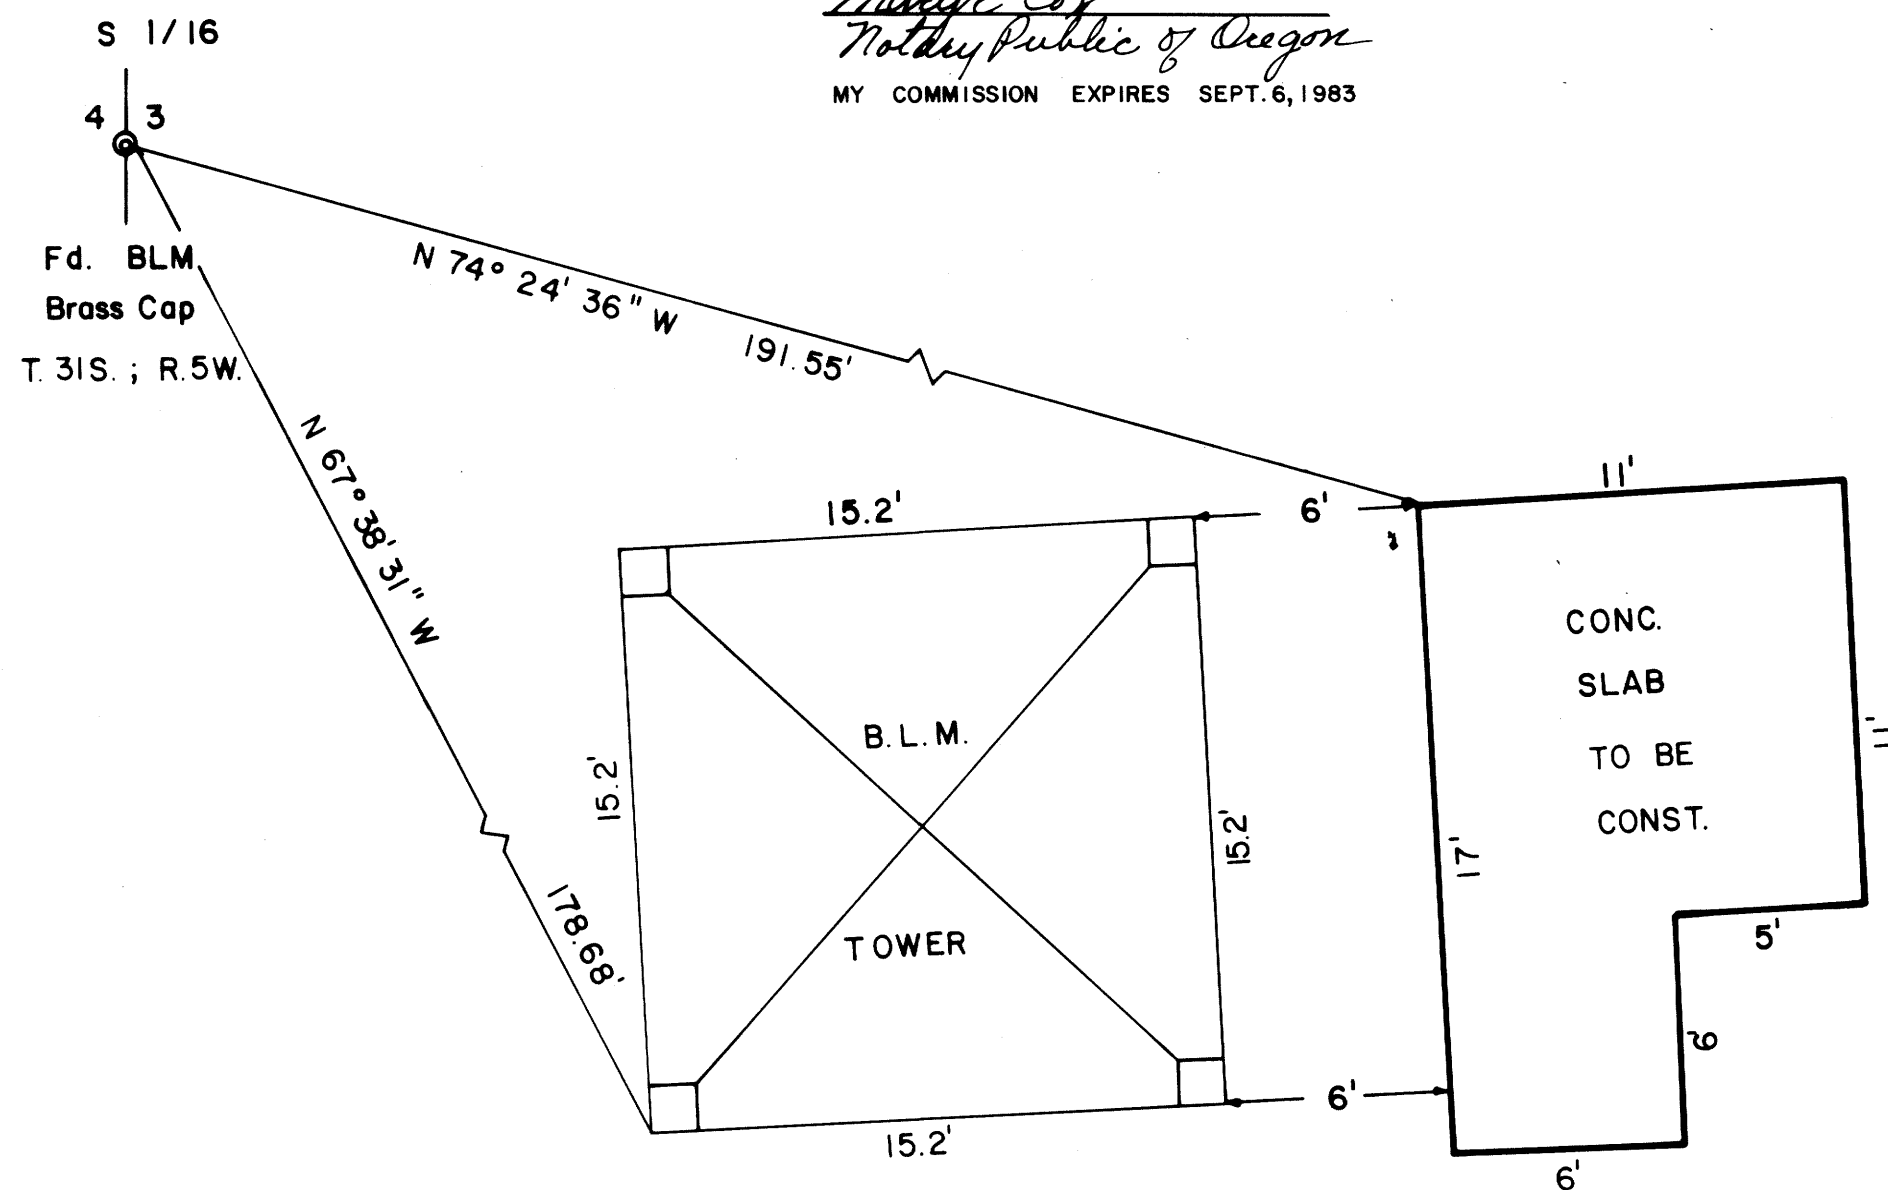 Notary Public of Oregon
MY COMMISSION EXPIRES SEPT. 6, 1983
S 1/16
4 3
Fd. BLM
Brass Cap
T. 31S. ; R. 5W.
N 74° 24' 36" W
191.55'
N 67° 38' 31" W
178.68'
15.2'
6'
11'
CONC.
SLAB
TO BE
CONST.
B.L.M.
15.2'
15.2'
17'
11'
TOWER
5'
6'
6'
15.2'
6'